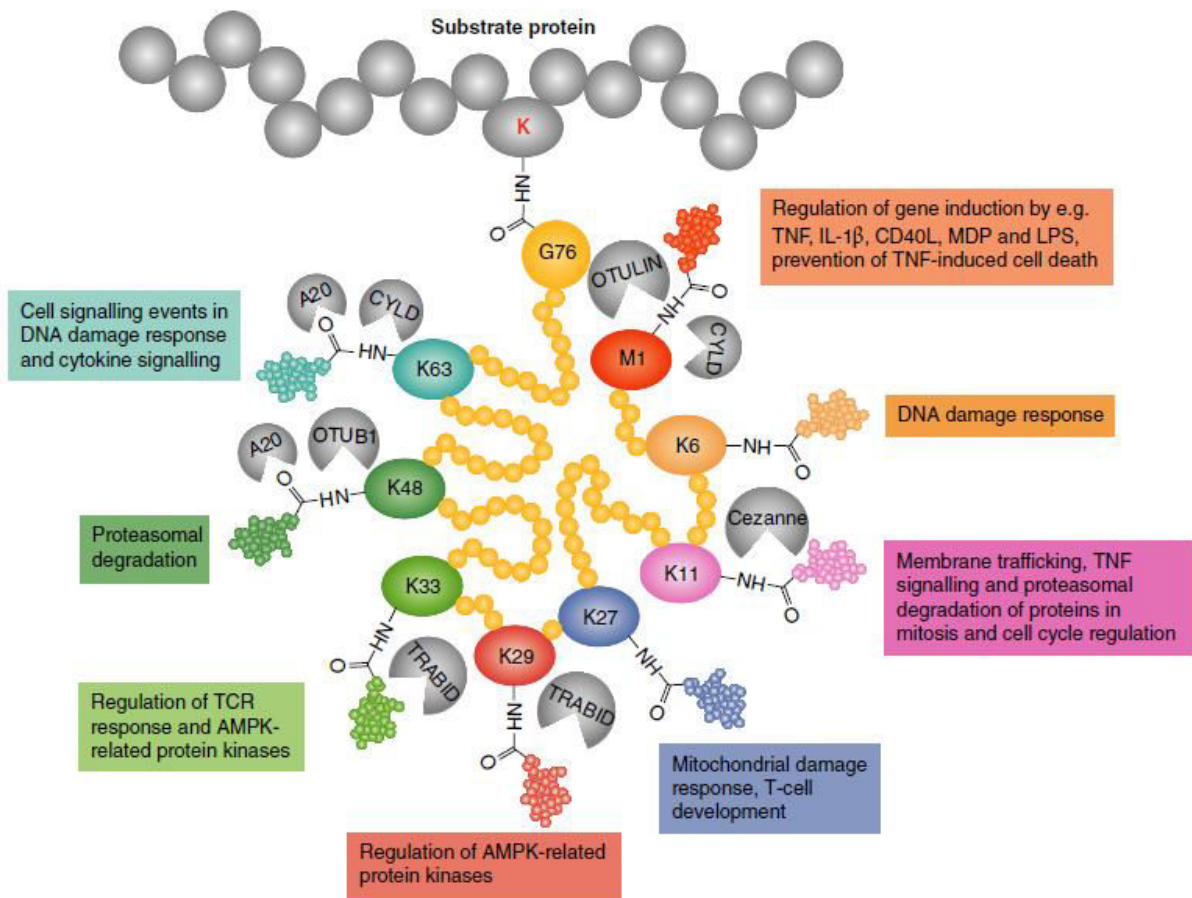 Substrate protein
K
HN
O
G76
Regulation of gene induction by e.g.
TNF, IL-1β, CD40L, MDP and LPS,
prevention of TNF-induced cell death
OTULIN
O
NH
CYLD
M1
Cell signalling events in
DNA damage response
and cytokine signalling
A20
CYLD
O
HN
K63
K6
NH
O
DNA damage response
A20
OTUB1
O
HN
K48
Proteasomal
degradation
Cezanne
K11
NH
O
Membrane trafficking, TNF
signalling and proteasomal
degradation of proteins in
mitosis and cell cycle regulation
K33
HN
O
TRABID
K29
HN
O
TRABID
K27
NH
O
Regulation of TCR
response and AMPK-
related protein kinases
Mitochondrial damage
response, T-cell
development
Regulation of AMPK-related
protein kinases